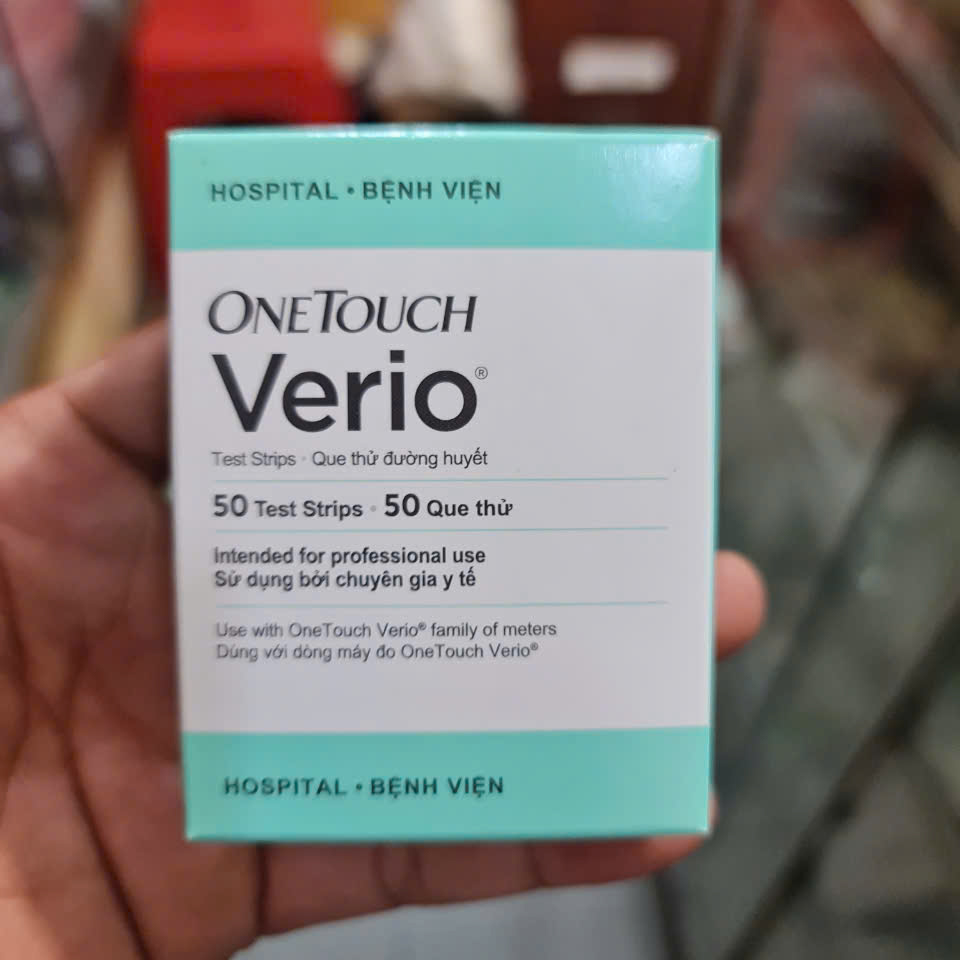 HOSPITAL • BỆNH VIỆN
ONETOUCH
Verio®
Test Strips • Que thử đường huyết
50 Test Strips • 50 Que thử
Intended for professional use
Sử dụng bởi chuyên gia y tế
Use with OneTouch Verio® family of meters
Dùng với dòng máy đo OneTouch Verio®
HOSPITAL • BỆNH VIỆN